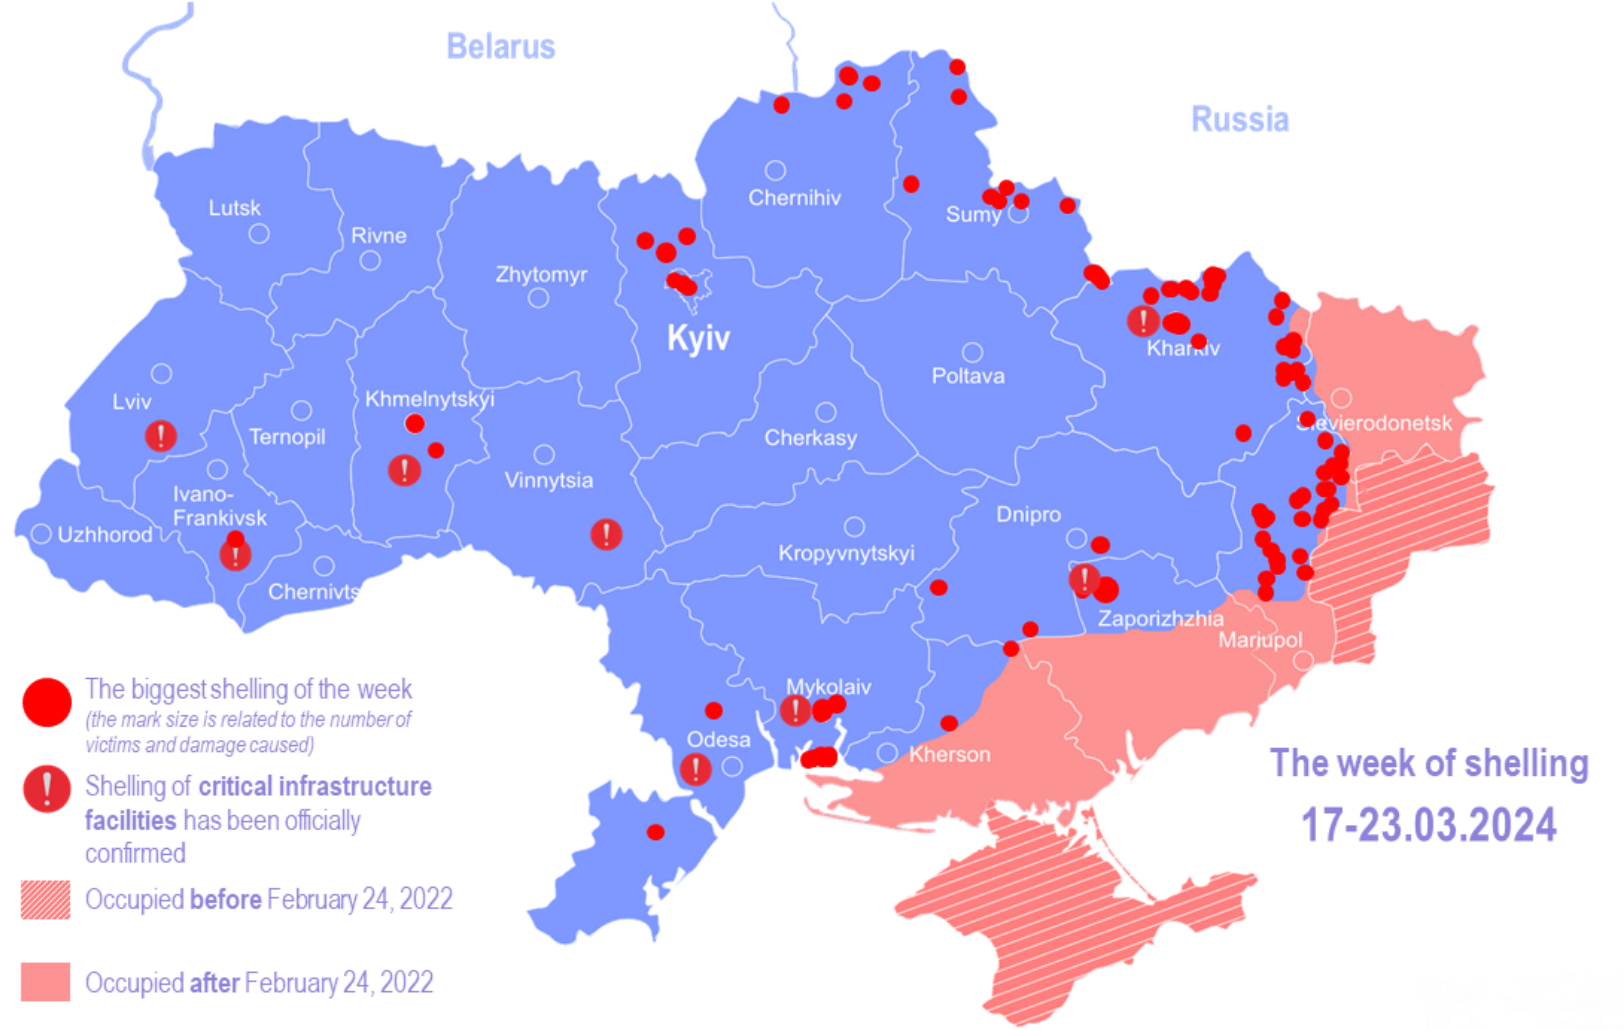 Belarus
Russia
Lutsk
Rivne
Zhytomyr
Chernihiv
Sumy
Kyiv
Kharkiv
Lviv
Khmelnytskyi
Ternopil
Poltava
Cherkasy
Sievierodonetsk
Vinnytsia
Ivano-
Frankivsk
Uzhhorod
Dnipro
Kropyvnytskyi
Chernivts
Zaporizhzhia
Mariupol
Mykolaiv
Odesa
Kherson
The biggest shelling of the week
(the mark size is related to the number of
victims and damage caused)
Shelling of critical infrastructure
facilities has been officially
confirmed
Occupied before February 24, 2022
Occupied after February 24, 2022
The week of shelling
17-23.03.2024